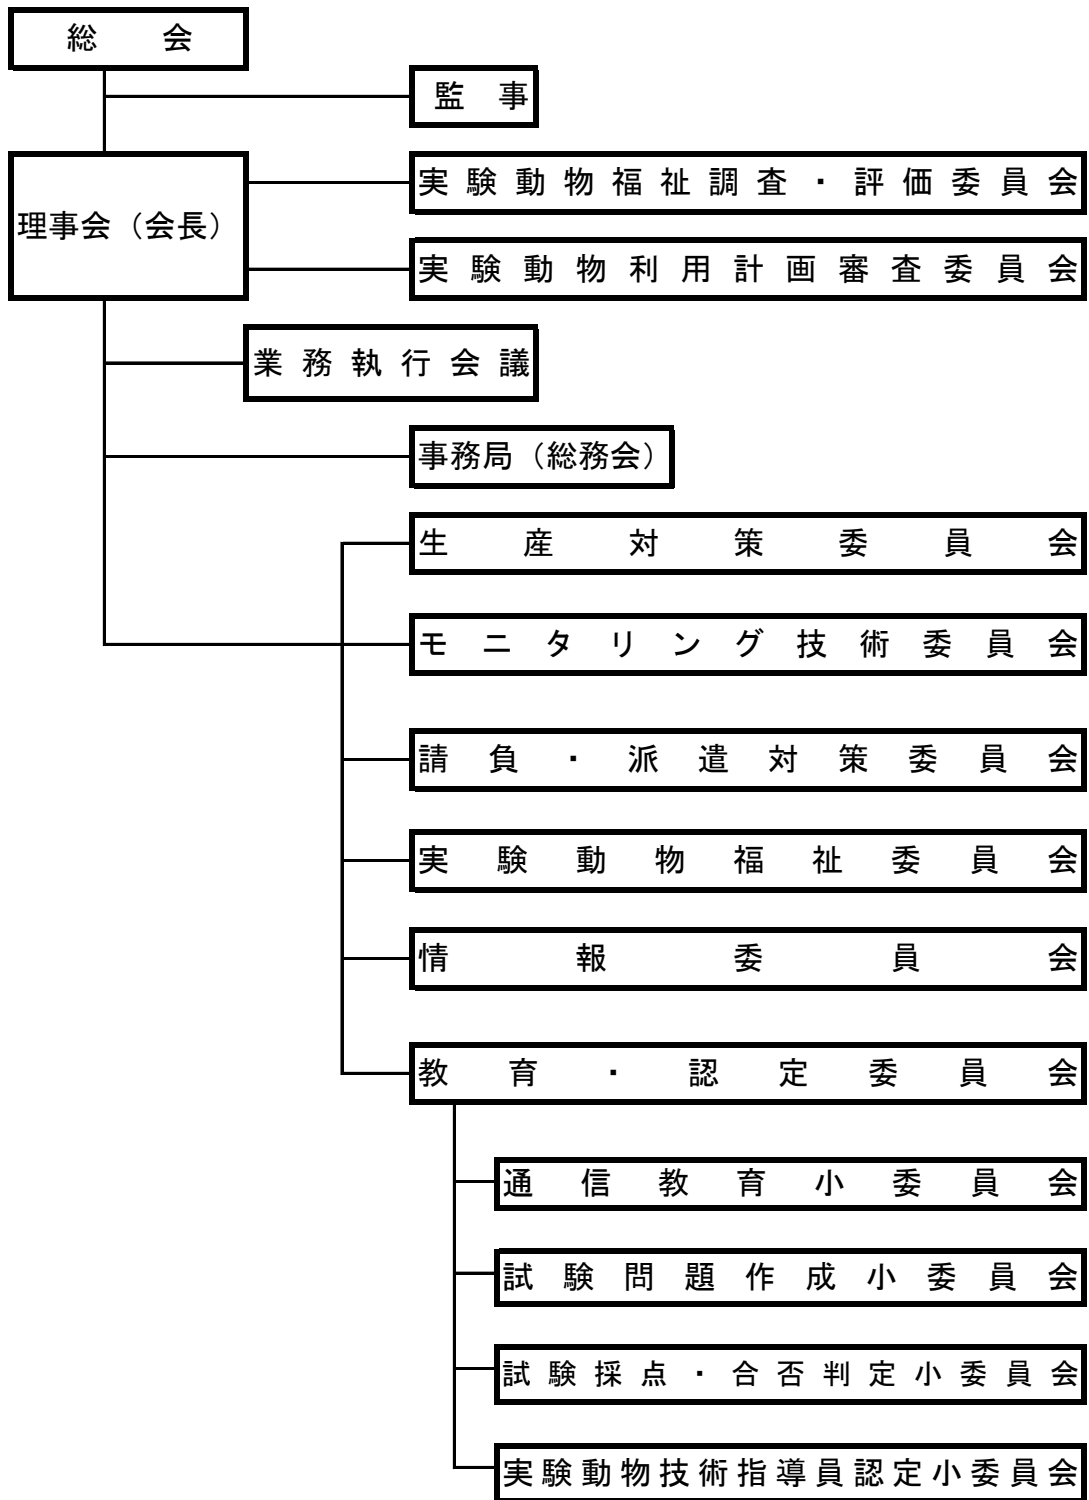 総会
監事
実験動物福祉調査・評価委員会
理事会（会長）
実験動物利用計画審査委員会
業務執行会議
事務局（総務会）
生産対策委員会
モニタリング技術委員会
請負・派遣対策委員会
実験動物福祉委員会
情報委員会
教育・認定委員会
通信教育小委員会
試験問題作成小委員会
試験採点・合否判定小委員会
実験動物技術指導員認定小委員会